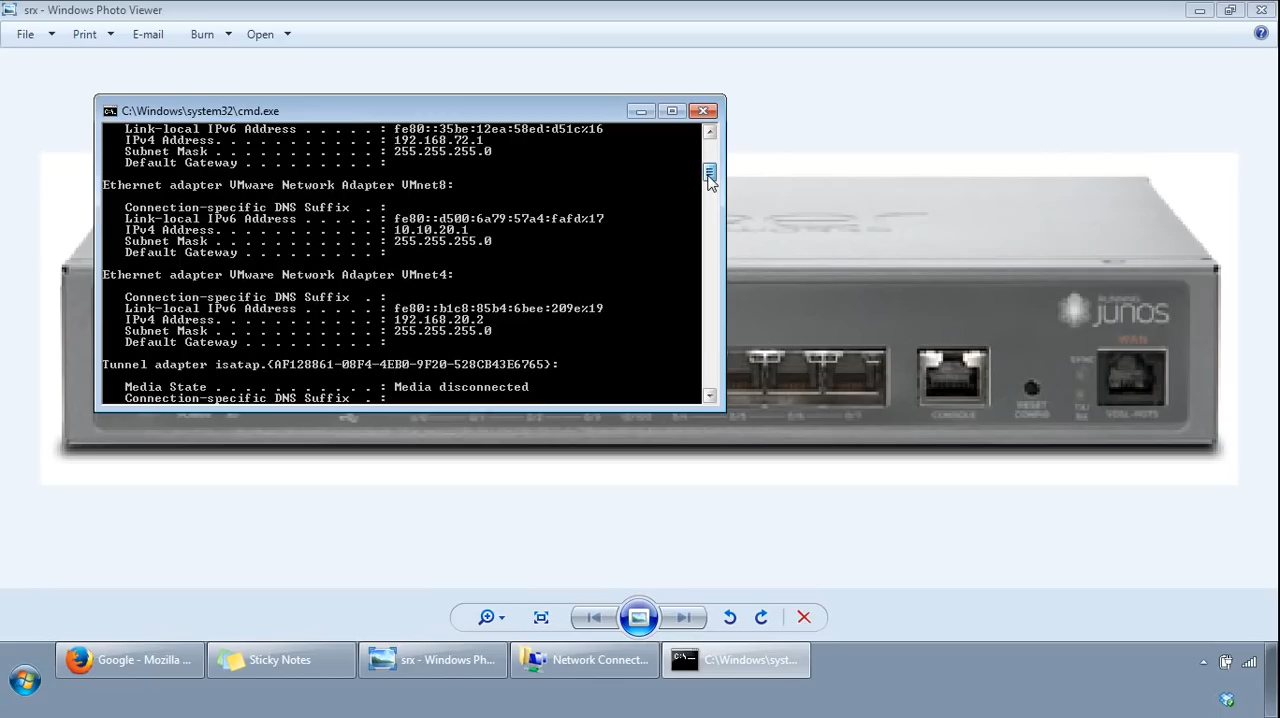 srx - Windows Photo Viewer
File Print E-mail Burn Open
C:\Windows\system32\cmd.exe
Link-local IPv6 Address . . . . . : fe80::35be:12ea:58ed:d51c%16
IPv4 Address. . . . . . . . . . . : 192.168.72.1
Subnet Mask . . . . . . . . . . . : 255.255.255.0
Default Gateway . . . . . . . . . :
Ethernet adapter VMware Network Adapter VMnet8:
Connection-specific DNS Suffix . :
Link-local IPv6 Address . . . . . : fe80::d500:6a79:57a4:fafd%17
IPv4 Address. . . . . . . . . . . : 10.10.20.1
Subnet Mask . . . . . . . . . . . : 255.255.255.0
Default Gateway . . . . . . . . . :
Ethernet adapter VMware Network Adapter VMnet4:
Connection-specific DNS Suffix . :
Link-local IPv6 Address . . . . . : fe80::b1c8:85b4:6bee:209e%19
IPv4 Address. . . . . . . . . . . : 192.168.20.2
Subnet Mask . . . . . . . . . . . : 255.255.255.0
Default Gateway . . . . . . . . . :
Tunnel adapter isatap.{AF128861-08F4-4EB0-9F20-528CB43E6765}:
Media State . . . . . . . . . . . : Media disconnected
Connection-specific DNS Suffix . :
RUNNING
JUNOS
WAN
SYNC
CONSOLE
RESET
CONFIG
Google - Mozilla ...
Sticky Notes
srx - Windows Ph...
Network Connect...
C:\Windows\syst...